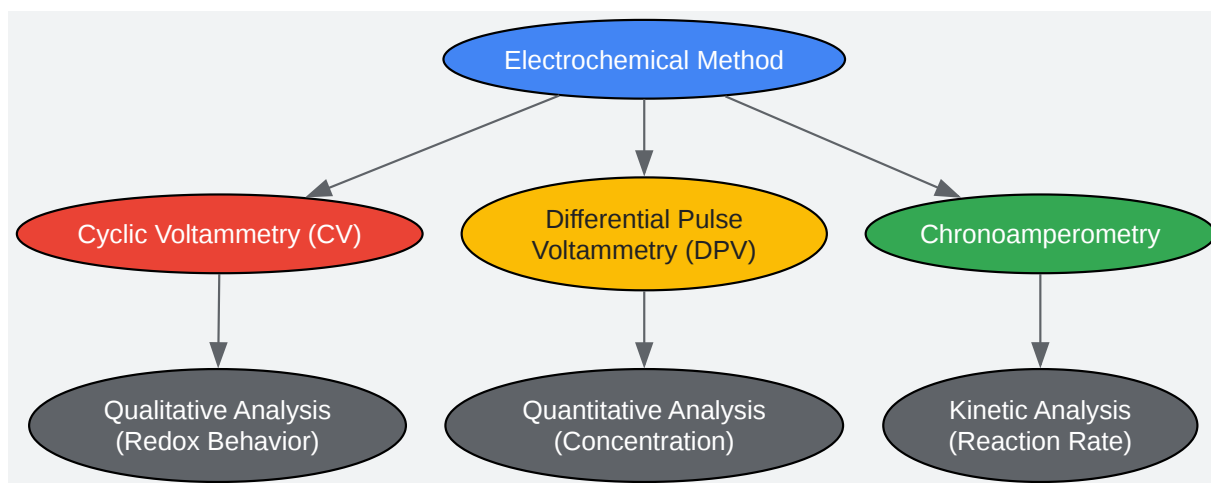 Electrochemical Method
Cyclic Voltammetry (CV)
Differential Pulse
Voltammetry (DPV)
Chronoamperometry
Qualitative Analysis
(Redox Behavior)
Quantitative Analysis
(Concentration)
Kinetic Analysis
(Reaction Rate)